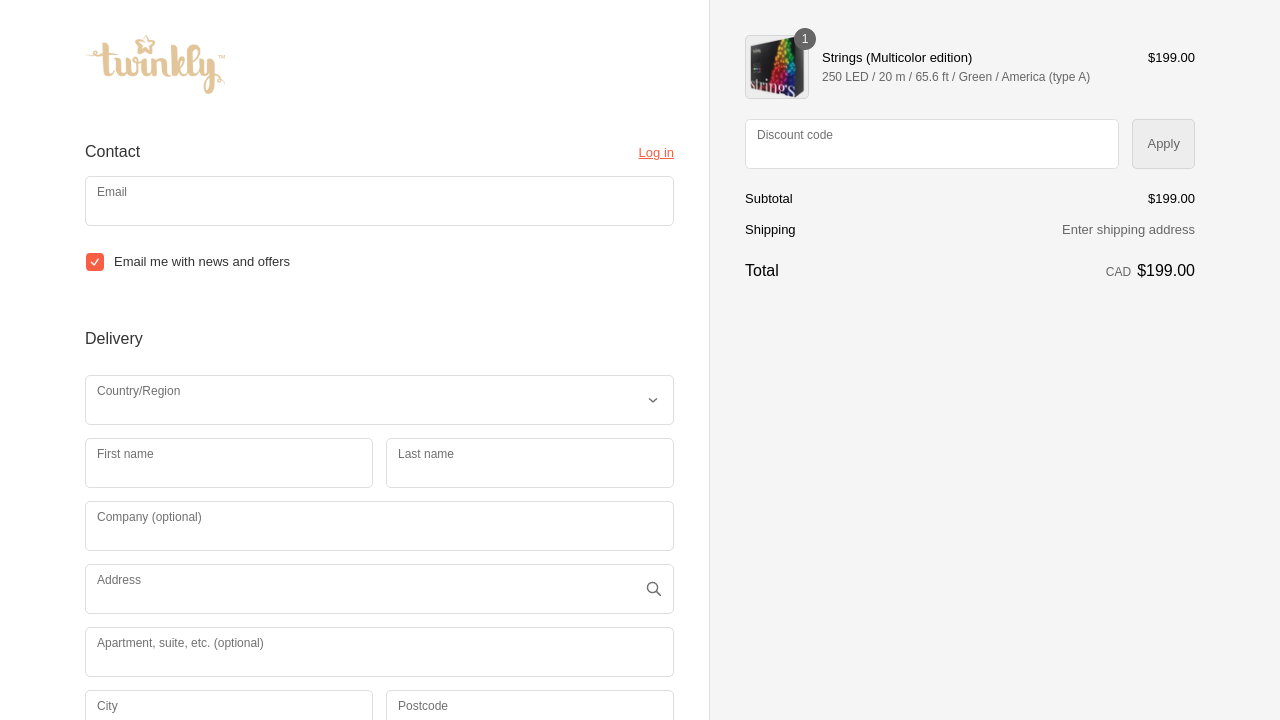 twinkly™
Contact
Log in
Email
Email me with news and offers
Delivery
Country/Region
First name
Last name
Company (optional)
Address
Apartment, suite, etc. (optional)
City
Postcode
1
strings
Strings (Multicolor edition)
$199.00
250 LED / 20 m / 65.6 ft / Green / America (type A)
Discount code
Apply
Subtotal
$199.00
Shipping
Enter shipping address
Total
CAD $199.00